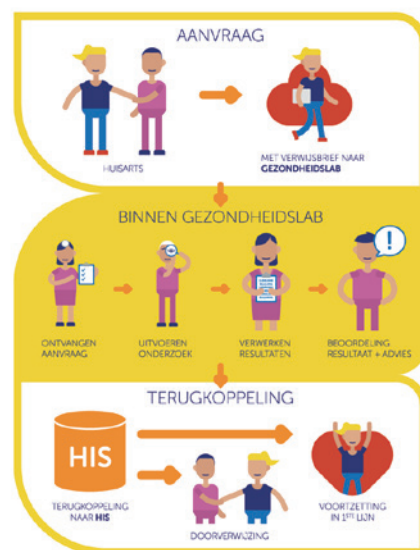 AANVRAAG
HUISARTS
MET VERWIJSBRIEF NAAR
GEZONDHEIDSLAB
BINNEN GEZONDHEIDSLAB
!
ONTVANGEN
AANVRAAG
UITVOEREN
ONDERZOEK
VERWERKEN
RESULTATEN
BEOORDELING
RESULTAAT + ADVIES
TERUGKOPPELING
HIS
TERUGKOPPELING
NAAR HIS
DOORVERWIJZING
VOORTZETTING
IN 1STE LIJN